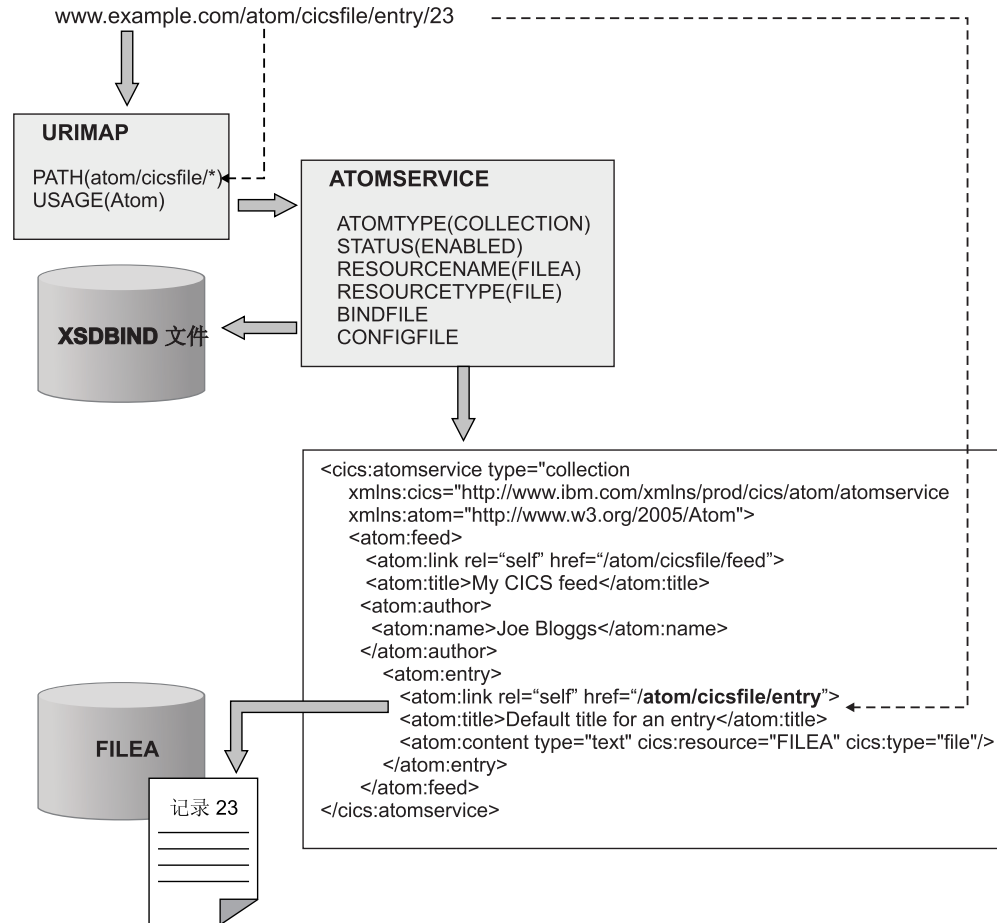 www.example.com/atom/cicsfile/entry/23
URIMAP
PATH(atom/cicsfile/*)
USAGE(Atom)
ATOMSERVICE
ATOMTYPE(COLLECTION)
STATUS(ENABLED)
RESOURCENAME(FILEA)
RESOURCETYPE(FILE)
BINDFILE
CONFIGFILE
XSDBIND 文件
<cics:atomservice type="collection
xmlns:cics="http://www.ibm.com/xmlns/prod/cics/atom/atomservice
xmlns:atom="http://www.w3.org/2005/Atom">
<atom:feed>
<atom:link rel=“self” href=“/atom/cicsfile/feed”>
<atom:title>My CICS feed</atom:title>
<atom:author>
<atom:name>Joe Bloggs</atom:name>
</atom:author>
<atom:entry>
<atom:link rel=“self” href=“/atom/cicsfile/entry”>
<atom:title>Default title for an entry</atom:title>
<atom:content type="text" cics:resource="FILEA" cics:type="file"/>
</atom:entry>
</atom:feed>
</cics:atomservice>
FILEA
记录 23